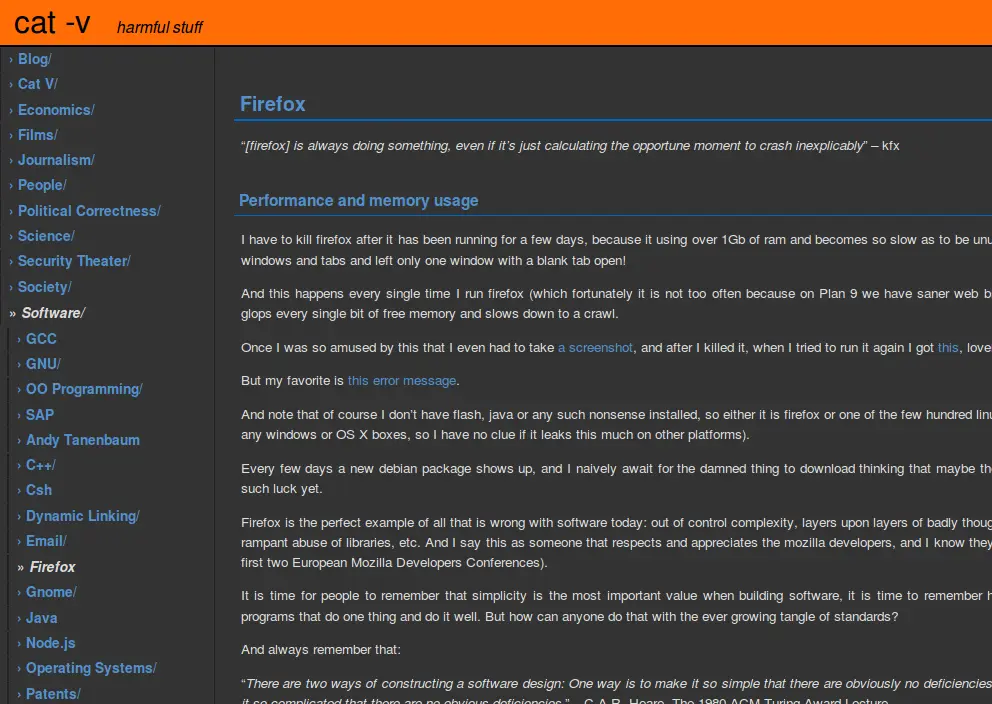 cat -v harmful stuff
› Blog/
› Cat V/
› Economics/
› Films/
› Journalism/
› People/
› Political Correctness/
› Science/
› Security Theater/
› Society/
» Software/
› GCC
› GNU/
› OO Programming/
› SAP
› Andy Tanenbaum
› C++/
› Csh
› Dynamic Linking/
› Email/
» Firefox
› Gnome/
› Java
› Node.js
› Operating Systems/
› Patents/
Firefox
“[firefox] is always doing something, even if it’s just calculating the opportune moment to crash inexplicably” – kfx
Performance and memory usage
I have to kill firefox after it has been running for a few days, because it using over 1Gb of ram and becomes so slow as to be
windows and tabs and left only one window with a blank tab open!
And this happens every single time I run firefox (which fortunately it is not too often because on Plan 9 we have saner web
glops every single bit of free memory and slows down to a crawl.
Once I was so amused by this that I even had to take a screenshot, and after I killed it, when I tried to run it again I got this, love
But my favorite is this error message.
And note that of course I don’t have flash, java or any such nonsense installed, so either it is firefox or one of the few hundred
any windows or OS X boxes, so I have no clue if it leaks this much on other platforms).
Every few days a new debian package shows up, and I naively await for the damned thing to download thinking that maybe
such luck yet.
Firefox is the perfect example of all that is wrong with software today: out of control complexity, layers upon layers of badly
rampant abuse of libraries, etc. And I say this as someone that respects and appreciates the mozilla developers, and I know they
first two European Mozilla Developers Conferences).
It is time for people to remember that simplicity is the most important value when building software, it is time to remember
programs that do one thing and do it well. But how can anyone do that with the ever growing tangle of standards?
And always remember that:
“There are two ways of constructing a software design: One way is to make it so simple that there are obviously no deficiencies
it so complicated that there are no obvious deficiencies.” – C.A.R. Hoare, The 1980 ACM Turing Award Lecture